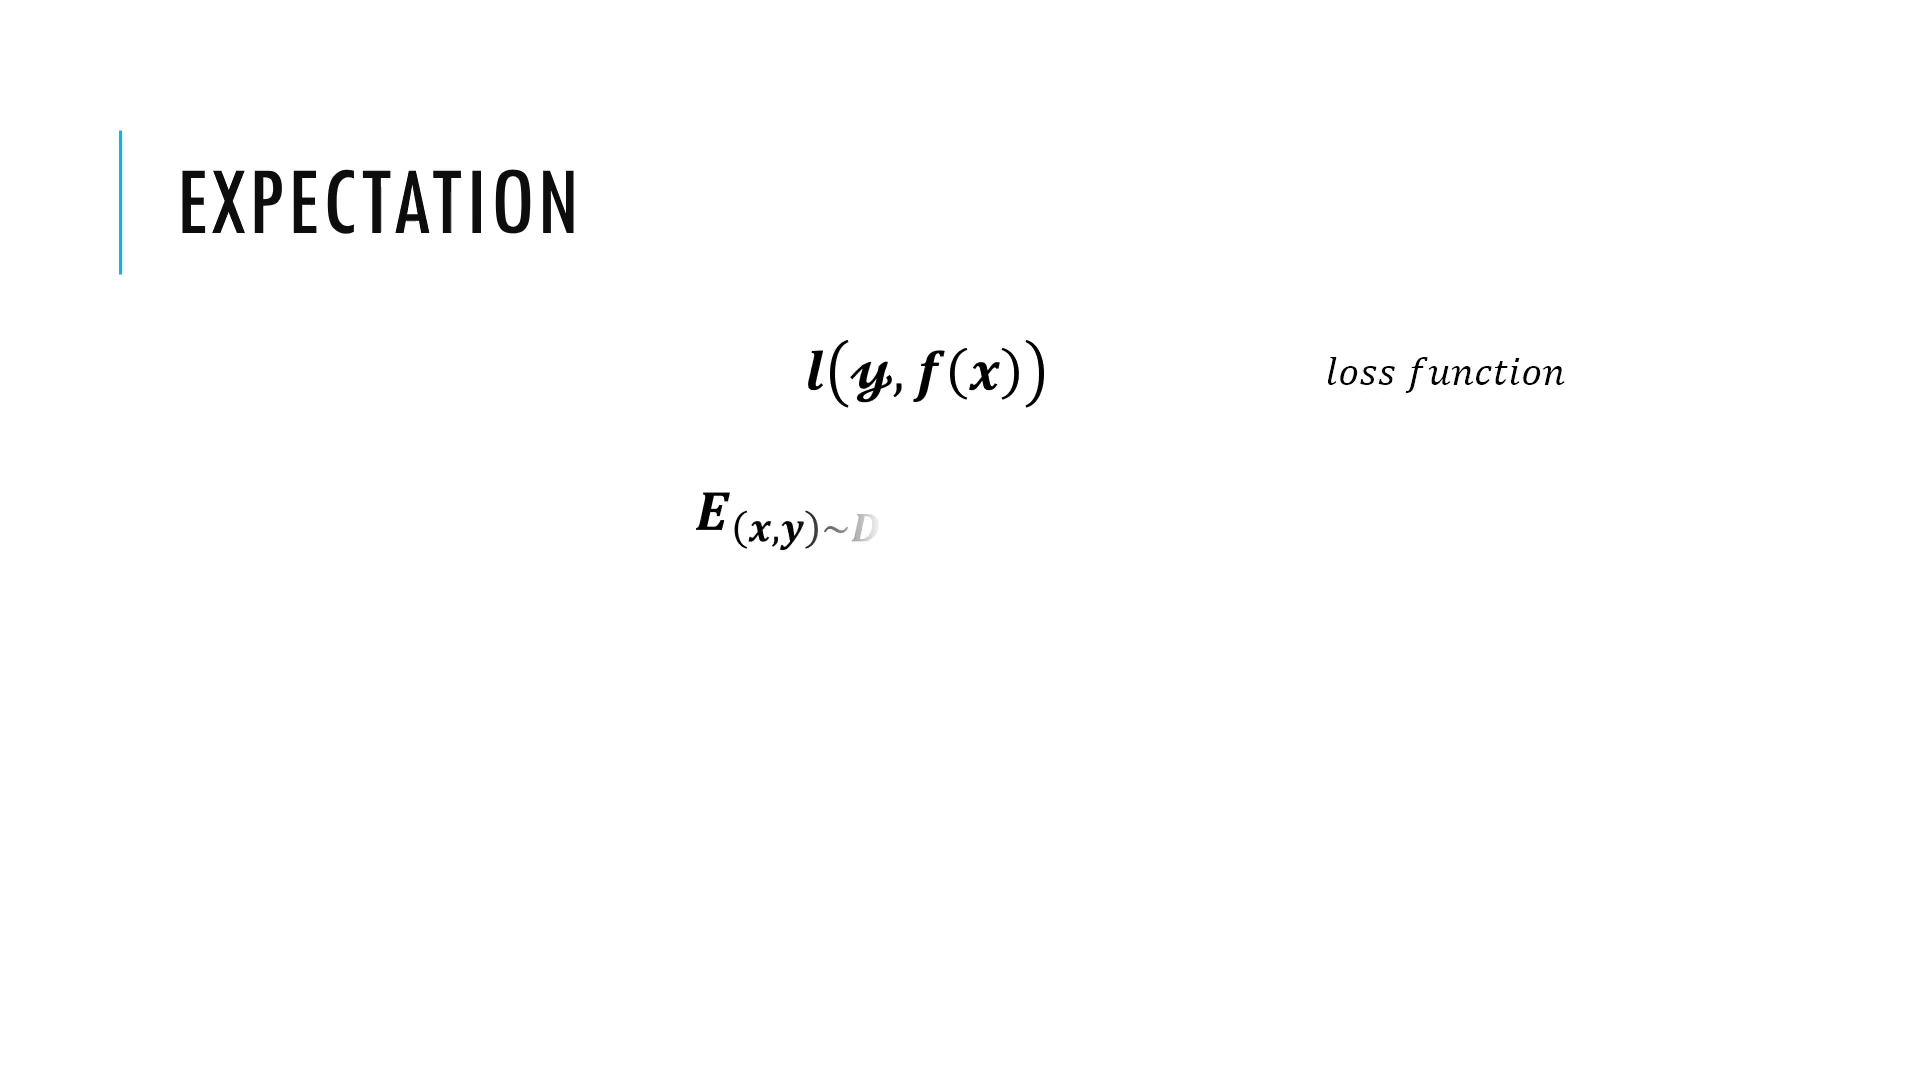 EXPECTATION
l(𝓎, f(x)) loss function
E₍x,y₎~D